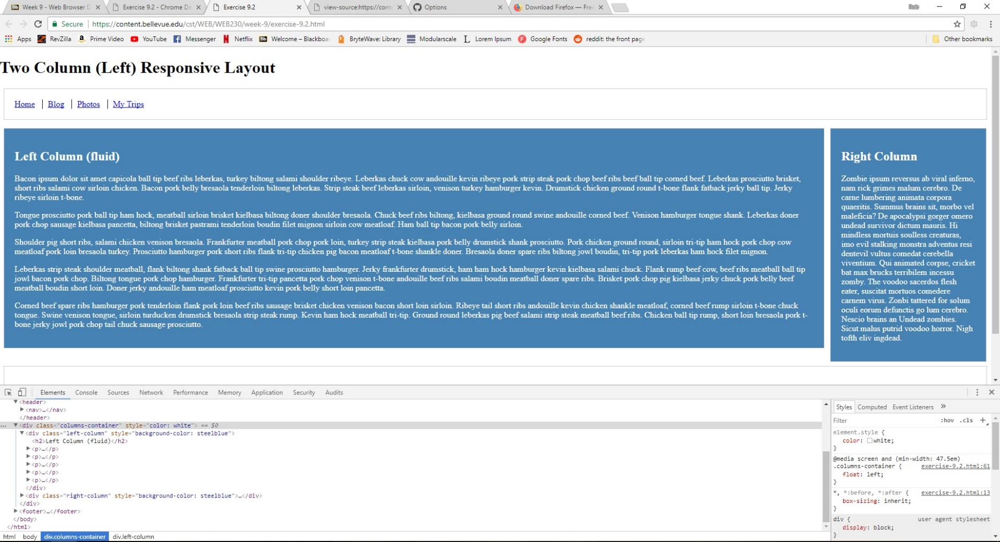 Week 9 - Web Browser D
Exercise 9.2 - Chrome De
Exercise 9.2
view-source:https://cont
Options
Download Firefox — Fre
Rob
Secure
https://content.bellevue.edu/cst/WEB/WEB230/week-9/exercise-9.2.html
Apps
RevZilla
Prime Video
YouTube
Messenger
Netflix
Bb
Welcome – Blackboa
ByteWave: Library
Modularscale
L
Lorem Ipsum
Google Fonts
reddit: the front page
Other bookmarks
Two Column (Left) Responsive Layout
Home
Blog
Photos
My Trips
Left Column (fluid)
Bacon ipsum dolor sit amet capicola ball tip beef ribs leberkas, turkey biltong salami shoulder ribeye. Leberkas chuck cow andouille kevin ribeye pork strip steak pork chop beef ribs beef ball tip corned beef. Leberkas prosciutto brisket,
short ribs salami cow sirloin chicken. Bacon pork belly bresaola tenderloin biltong leberkas. Strip steak beef leberkas sirloin, venison turkey hamburger kevin. Drumstick chicken ground round t-bone flank fatback jerky ball tip. Jerky
ribeye sirloin t-bone.
Tongue prosciutto pork ball tip ham hock, meatball sirloin brisket kielbasa biltong doner shoulder bresaola. Chuck beef ribs biltong, kielbasa ground round swine andouille corned beef. Venison hamburger tongue shank. Leberkas doner
pork chop sausage kielbasa pancetta, biltong brisket pastrami tenderloin boudin filet mignon sirloin cow meatloaf. Ham ball tip bacon pork belly sirloin.
Shoulder pig short ribs, salami chicken venison bresaola. Frankfurter meatball pork chop pork loin, turkey strip steak kielbasa pork belly drumstick shank prosciutto. Pork chicken ground round, sirloin tri-tip ham hock pork chop cow
meatloaf pork loin bresaola turkey. Prosciutto hamburger pork short ribs flank tri-tip chicken pig bacon meatloaf t-bone shankle doner. Bresaola doner spare ribs biltong jowl boudin, tri-tip pork leberkas ham hock filet mignon.
Leberkas strip steak shoulder meatball, flank biltong shank fatback ball tip swine prosciutto hamburger. Jerky frankfurter drumstick, ham ham hock hamburger kevin kielbasa salami chuck. Flank rump beef cow, beef ribs meatball ball tip
jowl bacon pork chop. Biltong tongue pork chop hamburger. Frankfurter tri-tip pancetta pork chop venison t-bone andouille beef ribs salami boudin meatball doner spare ribs. Brisket pork chop pig kielbasa jerky chuck pork belly beef
meatball boudin short loin. Doner jerky andouille ham meatloaf prosciutto kevin pork belly short loin pancetta.
Corned beef spare ribs hamburger pork tenderloin flank pork loin beef ribs sausage brisket chicken venison bacon short loin sirloin. Ribeye tail short ribs andouille kevin chicken shankle meatloaf, corned beef rump sirloin t-bone chuck
tongue. Swine venison tongue, sirloin turducken drumstick bresaola strip steak rump. Kevin ham hock meatball tri-tip. Ground round leberkas pig beef salami strip steak meatball beef ribs. Chicken ball tip rump, short loin bresaola pork t-
bone jerky jowl pork chop tail chuck sausage prosciutto.
Right Column
Zombie ipsum reversus ab viral inferno,
nam rick grimes malum cerebro. De
carne lumbering animata corpora
quaeritis. Summus brains sit, morbo vel
maleficia? De apocalypsi gorger omero
undead survivor dictum mauris. Hi
mindless mortuis soulless creaturas,
imo evil stalking monstra adventus resi
dentevil vultus comedat cerebella
viventium. Qui animated corpse, cricket
bat max brucks terribilem incessu
zomby. The voodoo sacerdos flesh
eater, suscitat mortuos comedere
carnem virus. Zonbi tattered for solum
oculi eorum defunctis go lum cerebro.
Nescio brains an Undead zombies.
Sicut malus putrid voodoo horror. Nigh
tofth eliv ingdead.
Elements
Console
Sources
Network
Performance
Memory
Application
Security
Audits
<header>
<nav>…</nav>
</header>
<div class="columns-container" style="color: white"> == $0
<div class="left-column" style="background-color: steelblue">
<h2>Left Column (fluid)</h2>
<p>…</p>
<p>…</p>
<p>…</p>
<p>…</p>
<p>…</p>
</div>
<div class="right-column" style="background-color: steelblue">…</div>
</div>
<footer>…</footer>
</body>
</html>
html body div.columns-container div.left-column
Styles Computed Event Listeners »
Filter :hov .cls +
element.style {
color: white;
}
@media screen and (min-width: 47.5em)
.columns-container { exercise-9.2.html:61
float: left;
}
*, *:before, *:after { exercise-9.2.html:13
box-sizing: inherit;
}
div { user agent stylesheet
display: block;
}